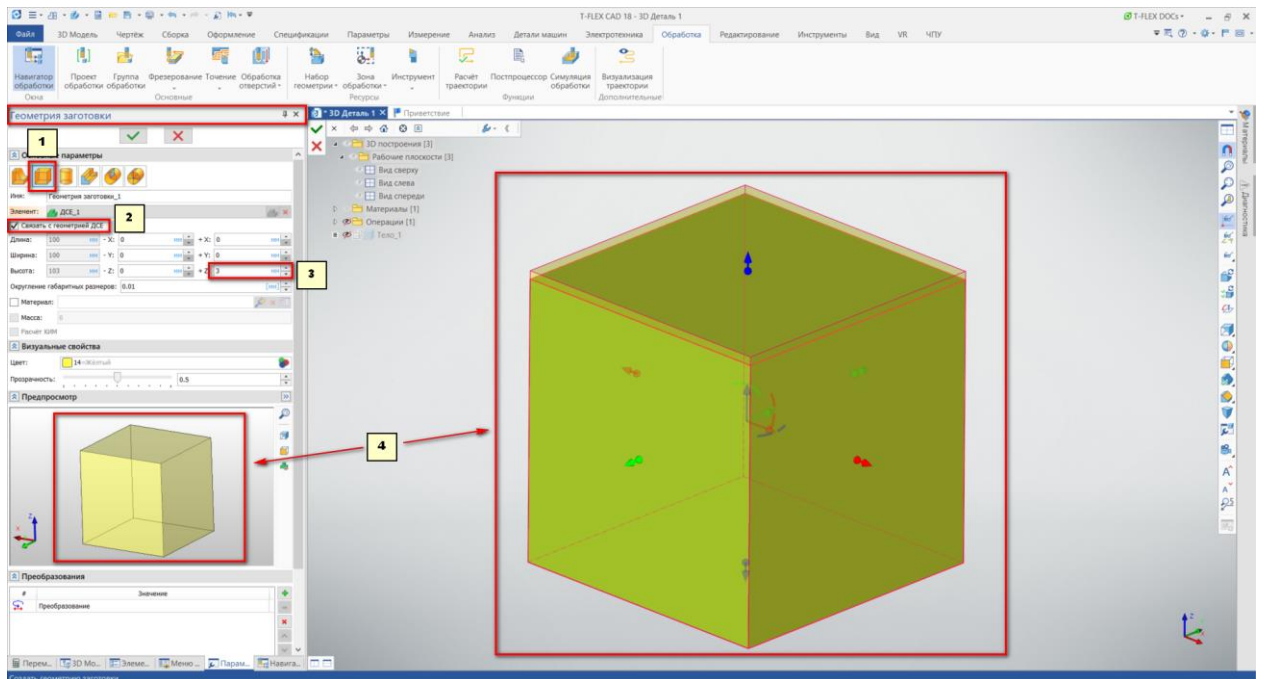 T-FLEX CAD 18 - 3D Деталь 1
T-FLEX DOCs
Файл 3D Модель Чертёж Сборка Оформление Спецификации Параметры Измерение Анализ Детали машин Электротехника Обработка Редактирование Инструменты Вид VR ЧПУ
Навигатор обработки
Проект обработки
Группа обработки
Фрезерование
Точение
Обработка отверстий
Набор геометрии
Зона обработки
Инструмент
Расчёт траектории
Постпроцессор
Симуляция обработки
Визуализация траектории
Окна Основные Ресурсы Функции Дополнительные
Геометрия заготовки
3D Деталь 1 Приветствие
1
параметры
Имя: Геометрия заготовки_1
Элемент: ДСЕ_1
2
Связать с геометрией ДСЕ
Длина: 100 - X: 0 + X: 0
Ширина: 100 - Y: 0 + Y: 0
Высота: 103 - Z: 0 + Z: 3
3
Округление габаритных размеров: 0.01
Материал:
Масса: 0
Расчёт КИМ
Визуальные свойства
Цвет: 14
Прозрачность: 0.5
Предпросмотр
4
Z
X
Преобразования
# Значение
Преобразование
3D построения [3]
Рабочие плоскости [3]
Вид сверху
Вид слева
Вид спереди
Материалы [1]
Операции [1]
Тело_1
Материалы
Диагностика
Z
Перем... 3D Мо... Элеме... Меню ... Парам... Навига...
Создать геометрию заготовки